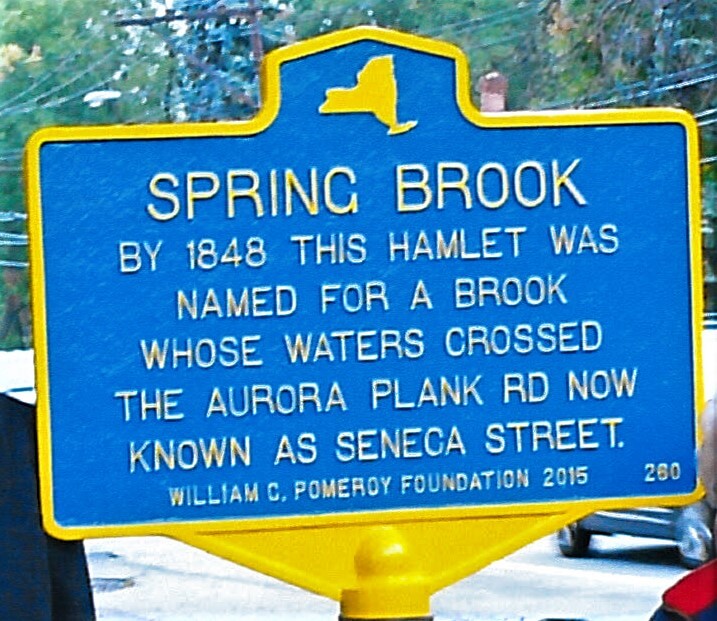 SPRING BROOK
BY 1848 THIS HAMLET WAS
NAMED FOR A BROOK
WHOSE WATERS CROSSED
THE AURORA PLANK RD NOW
KNOWN AS SENECA STREET.
WILLIAM C. POMEROY FOUNDATION 2015 260